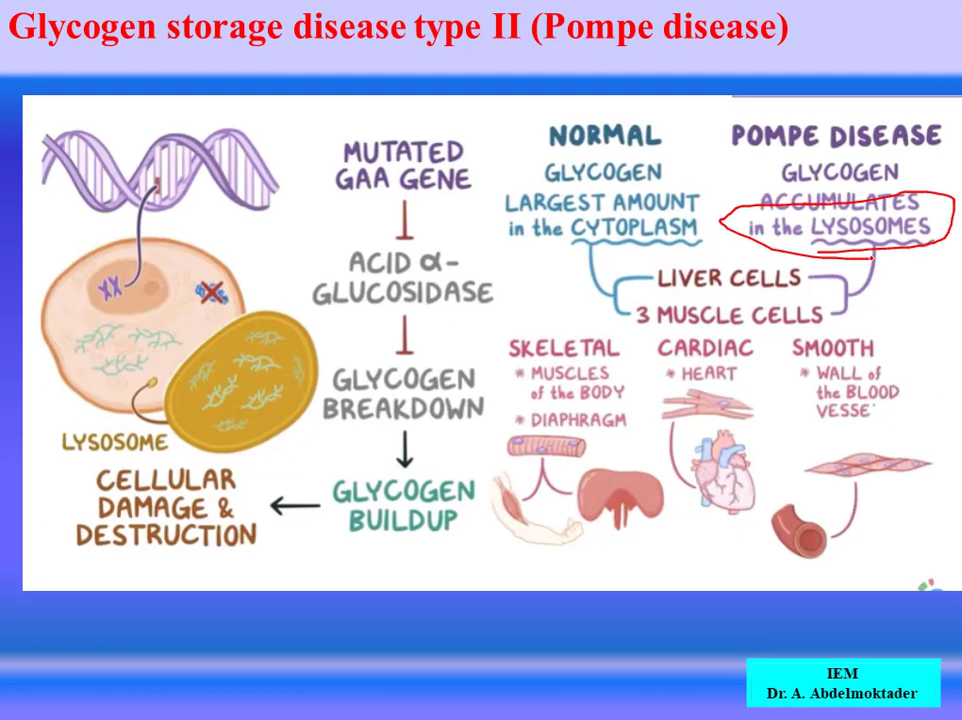 Glycogen storage disease type II (Pompe disease)
MUTATED
GAA GENE
ACID α-
GLUCOSIDASE
GLYCOGEN
BREAKDOWN
GLYCOGEN
BUILDUP
LYSOSOME
CELLULAR
DAMAGE &
DESTRUCTION
NORMAL
GLYCOGEN
LARGEST AMOUNT
in the CYTOPLASM
POMPE DISEASE
GLYCOGEN
ACCUMULATES
in the LYSOSOMES
LIVER CELLS
3 MUSCLE CELLS
SKELETAL
* MUSCLES
of the BODY
* DIAPHRAGM
CARDIAC
* HEART
SMOOTH
* WALL of
the BLOOD
VESSE
IEM
Dr. A. Abdelmoktader